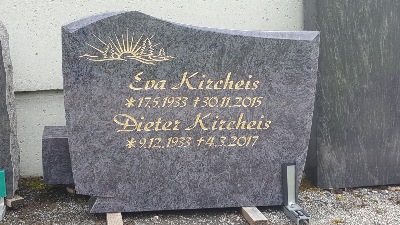 Eva Kircheis
*17.5.1933 †30.11.2015
Dieter Kircheis
*9.12.1933 †4.3.2017